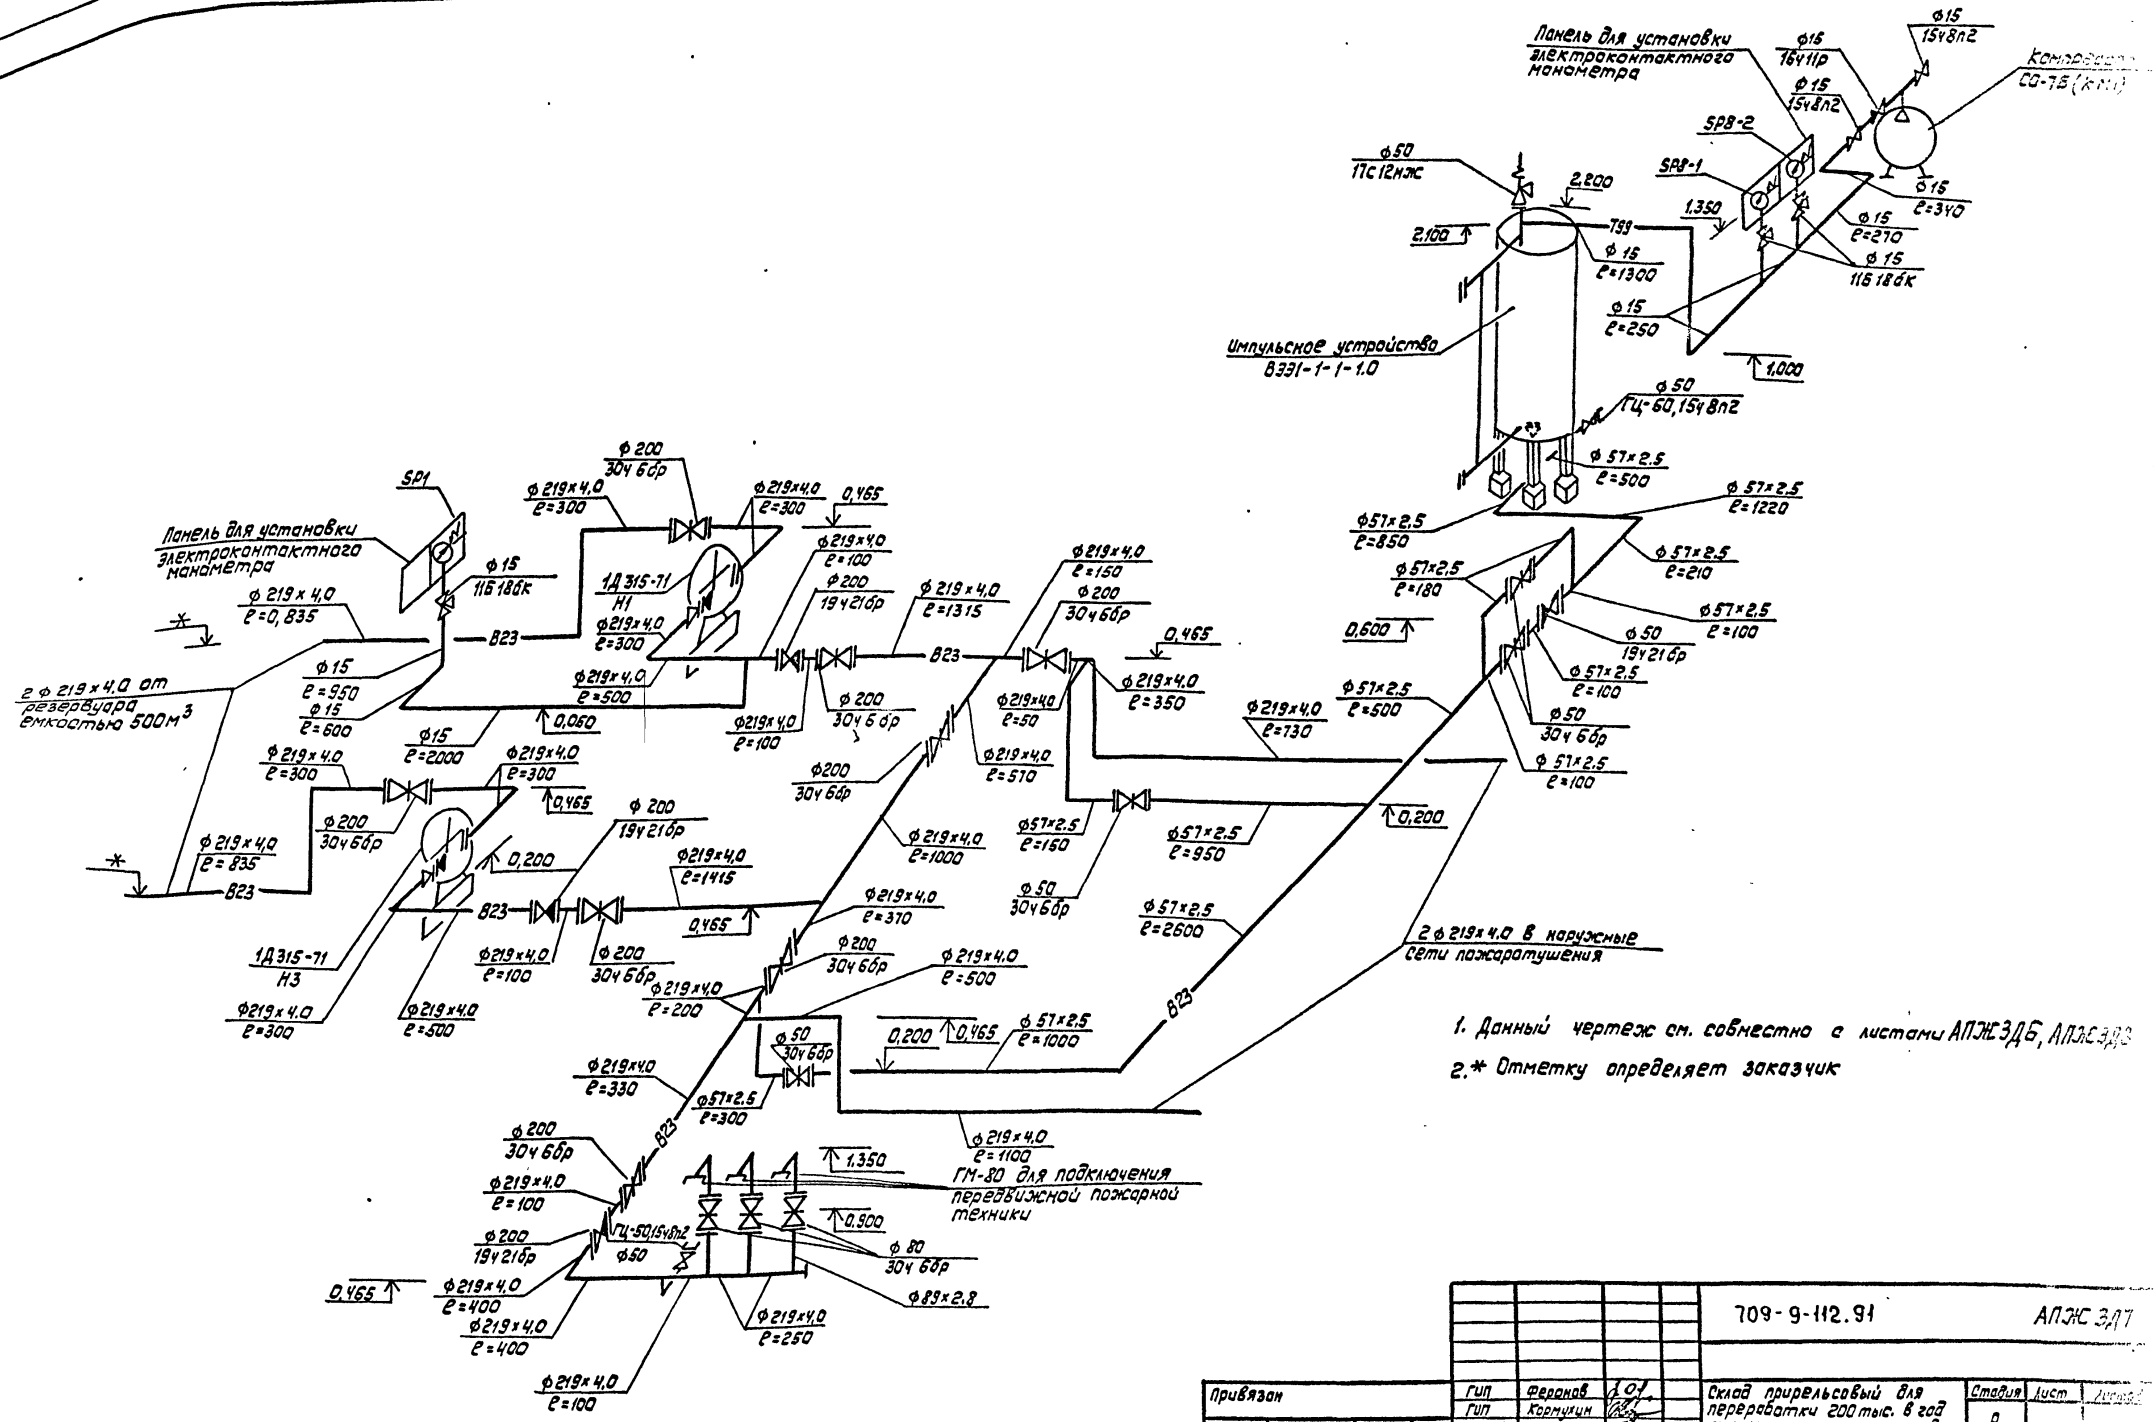 Панель для установки
электроконтактного
манометра
ф15
16ч11р
ф15
15ч8п2
СО-7Б (КМ1)
ф15
15ч8п2
SP8-2
SP8-1
ф50
17с12нж
2,200
2,100
1,350
Т99
ф15
ℓ=1300
ф15
ℓ=340
ф15
ℓ=270
ф15
11Б18бк
ф15
ℓ=250
1,000
Импульсное устройство
ВЭЭ1-1-1-1.0
ф50
ГЦ-50,15ч8п2
ф57×2.5
ℓ=500
ф57×2,5
ℓ=1220
ф57×2,5
ℓ=850
ф57×2.5
ℓ=210
ф57×2,5
ℓ=180
ф57×2.5
ℓ=100
0,600
ф50
19ч21бр
ф57×2.5
ℓ=100
ф57×2.5
ℓ=500
ф50
30ч6бр
ф57×2.5
ℓ=100
SP1
Панель для установки
электроконтактного
манометра
ф200
30ч6бр
ф219×4,0
ℓ=300
ф219×4,0
ℓ=300
0,465
ф15
11Б18бк
1Д315-71
Н1
ф219×4,0
ℓ=100
ф200
19ч21бр
ф219×4,0
ℓ=1315
ф219×4,0
ℓ=150
ф200
30ч6бр
0,465
ф219×4,0
ℓ=0,835
*
В23
ф219×4,0
ℓ=300
В23
2ф219×4,0 от
резервуара
емкостью 500м³
ф15
ℓ=950
ф15
ℓ=600
ф15
ℓ=2000
0,060
ф219×4,0
ℓ=500
ф219×4,0
ℓ=100
ф200
30ч6бр
ф219×4,0
ℓ=50
ф219×4,0
ℓ=350
ф219×4,0
ℓ=730
ф200
30ч6бр
ф219×4,0
ℓ=570
ф219×4.0
ℓ=300
ф219×4,0
ℓ=300
0,465
ф200
30ч6бр
ф219×4,0
ℓ=835
*
В23
0,200
ф200
19ч21бр
ф219×4,0
ℓ=1415
ф219×4,0
ℓ=1000
ф57×2.5
ℓ=160
ф57×2.5
ℓ=950
0,200
ф50
30ч6бр
В23
0,465
ф219×4,0
ℓ=370
ф57×2,5
ℓ=2600
1Д315-71
Н3
ф219×4.0
ℓ=300
ф219×4.0
ℓ=500
ф219×4,0
ℓ=100
ф200
30ч6бр
ф200
30ч6бр
ф219×4,0
ℓ=200
ф219×4,0
ℓ=500
2ф219×4.0 в наружные
сети пожаротушения
В23
ф50
30ч6бр
0,200
0,465
ф57×2,5
ℓ=1000
ф219×4,0
ℓ=330
ф57×2.5
ℓ=300
В23
ф219×4,0
ℓ=1100
1. Данный чертеж см. совместно с листами АПЖЗД6, АПЖЗД8
2.* Отметку определяет заказчик
ф200
30ч6бр
ф219×4,0
ℓ=100
ф200
19ч21бр
ГЦ-50,15ч8п2
ф50
1.350
ГМ-80 для подключения
передвижной пожарной
техники
0,900
ф80
30ч6бр
ф89×2.8
0,465
ф219×4,0
ℓ=400
ф219×4,0
ℓ=400
ф219×4,0
ℓ=250
ф219×4,0
ℓ=100
709-9-112.91
АПЖ ЗД7
Привязан
ГИП Феранов
ГИП Кормухин
Склад прирельсовый для
переработки 200 тыс. в год
Стадия Лист
Р